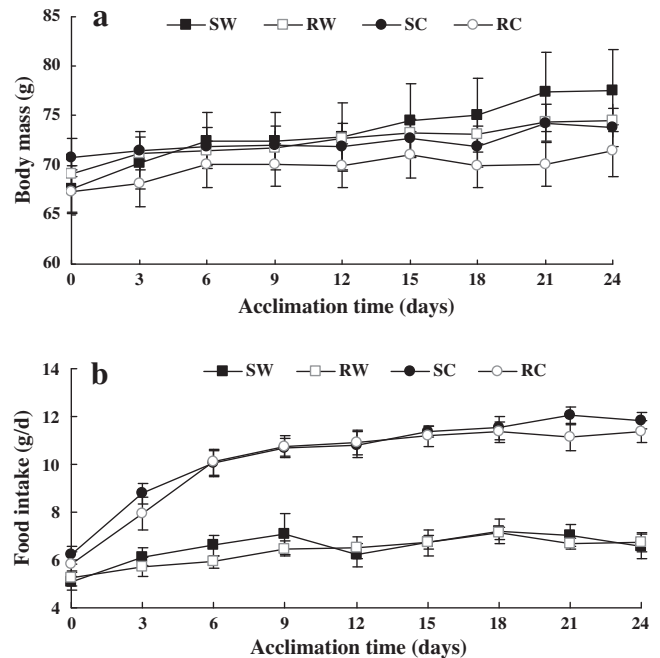 a
SW RW SC RC
Body mass (g)
85
80
75
70
65
60
0 3 6 9 12 15 18 21 24
Acclimation time (days)
b
SW RW SC RC
Food intake (g/d)
14
12
10
8
6
4
0 3 6 9 12 15 18 21 24
Acclimation time (days)